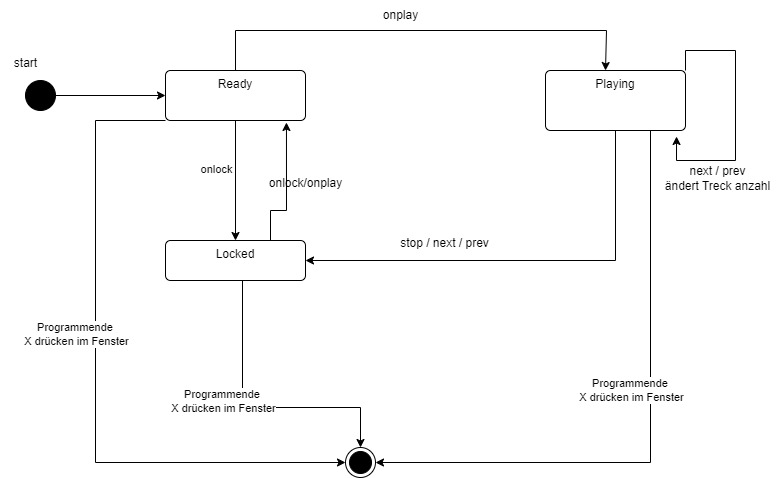 onplay
start
Ready
Playing
onlock
onlock/onplay
next / prev
ändert Treck anzahl
Locked
stop / next / prev
Programmende
X drücken im Fenster
Programmende
X drücken im Fenster
Programmende
X drücken im Fenster